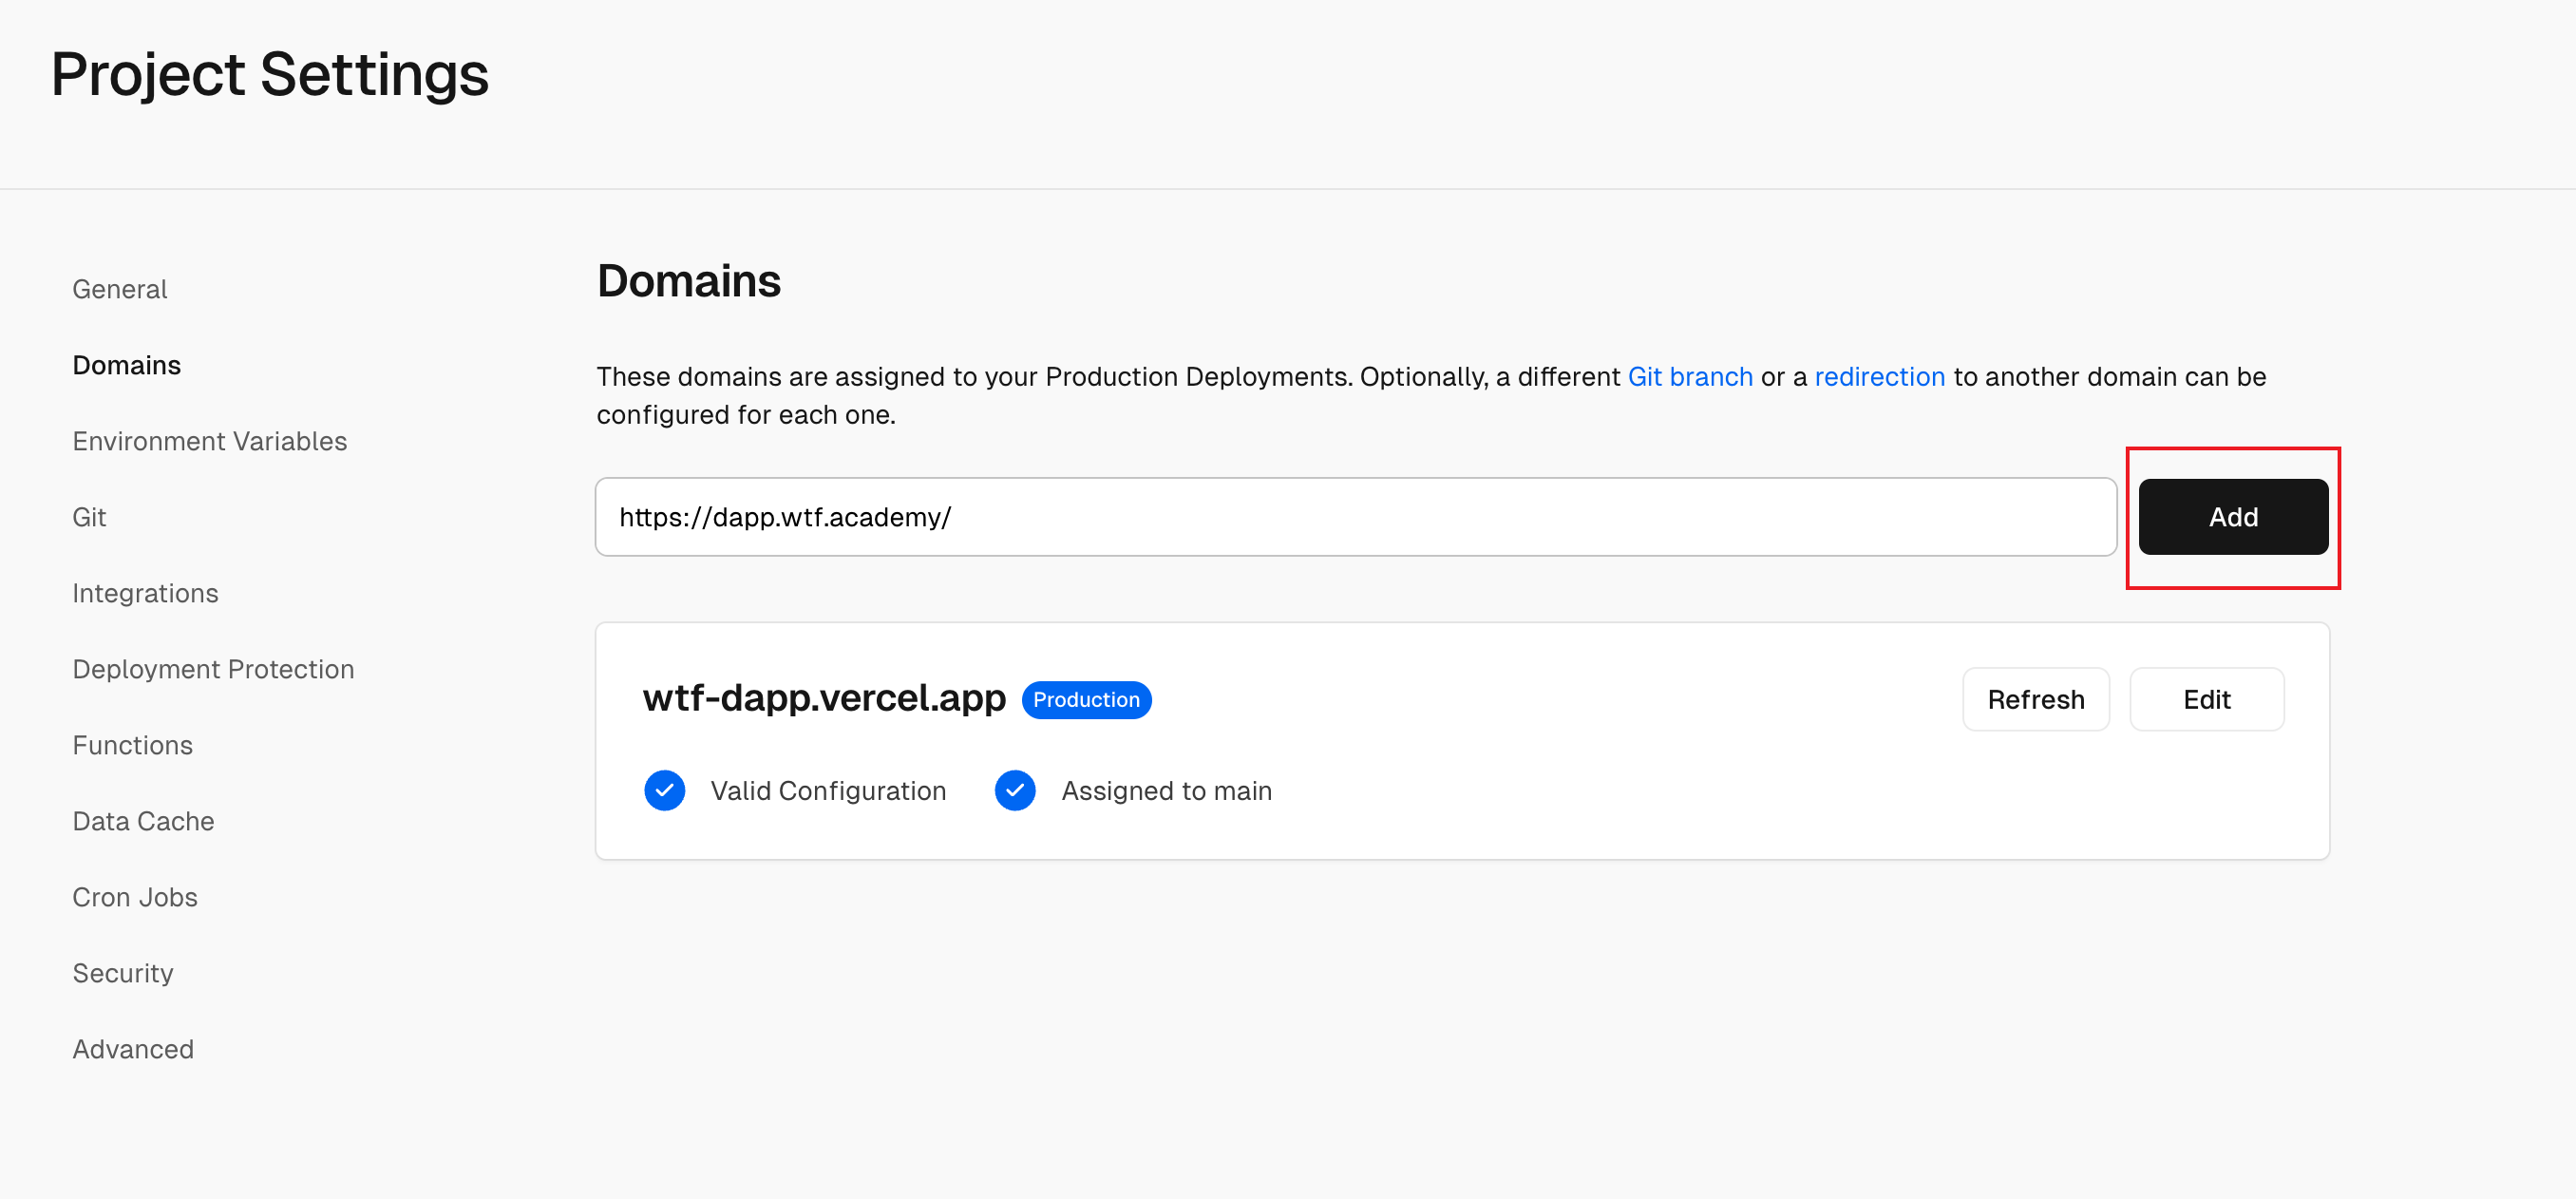 Project Settings
General
Domains
Environment Variables
Git
Integrations
Deployment Protection
Functions
Data Cache
Cron Jobs
Security
Advanced
Domains
These domains are assigned to your Production Deployments. Optionally, a different Git branch or a redirection to another domain can be
configured for each one.
https://dapp.wtf.academy/
Add
wtf-dapp.vercel.app Production
Refresh Edit
Valid Configuration Assigned to main